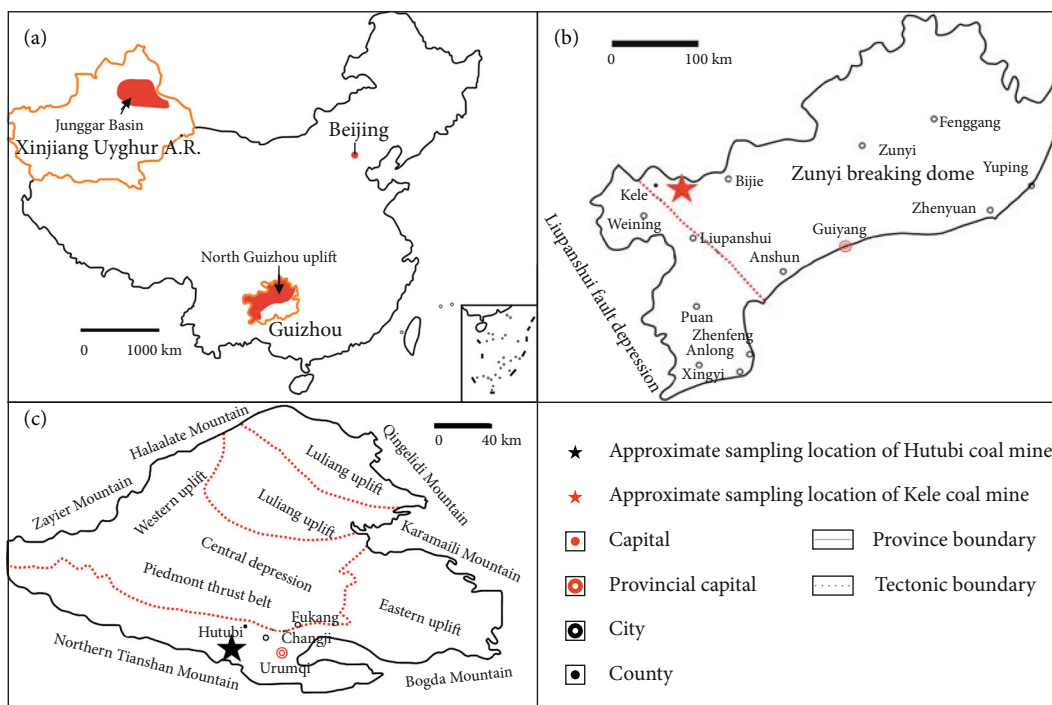 (a)
Junggar Basin
Xinjiang Uyghur A.R.
Beijing
North Guizhou uplift
Guizhou
0 1000 km
(b)
0 100 km
Fenggang
Zunyi
Zunyi breaking dome
Yuping
Bijie
Kele
Zhenyuan
Weining
Guiyang
Liupanshui
Anshun
Liupanshui fault depression
Puan
Zhenfeng
Anlong
Xingyi
(c)
0 40 km
Halaalate Mountain
Qingelidi Mountain
Zayier Mountain
Western uplift
Luliang uplift
Luliang uplift
Karamaili Mountain
Central depression
Piedmont thrust belt
Eastern uplift
Fukang
Hutubi
Changji
Urumqi
Northern Tianshan Mountain
Bogda Mountain
Approximate sampling location of Hutubi coal mine
Approximate sampling location of Kele coal mine
Capital
Province boundary
Provincial capital
Tectonic boundary
City
County